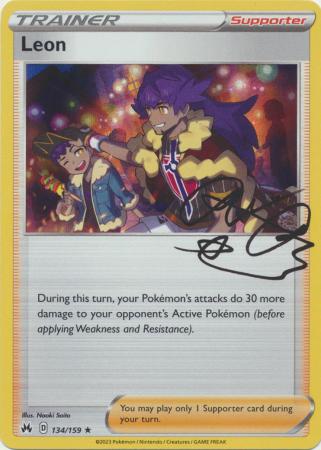 TRAINER Supporter
Leon
During this turn, your Pokémon's attacks do 30 more
damage to your opponent's Active Pokémon (before
applying Weakness and Resistance).
Illus. Naoki Saito
D 134/159 ★
You may play only 1 Supporter card during
your turn.
©2023 Pokémon / Nintendo / Creatures / GAME FREAK